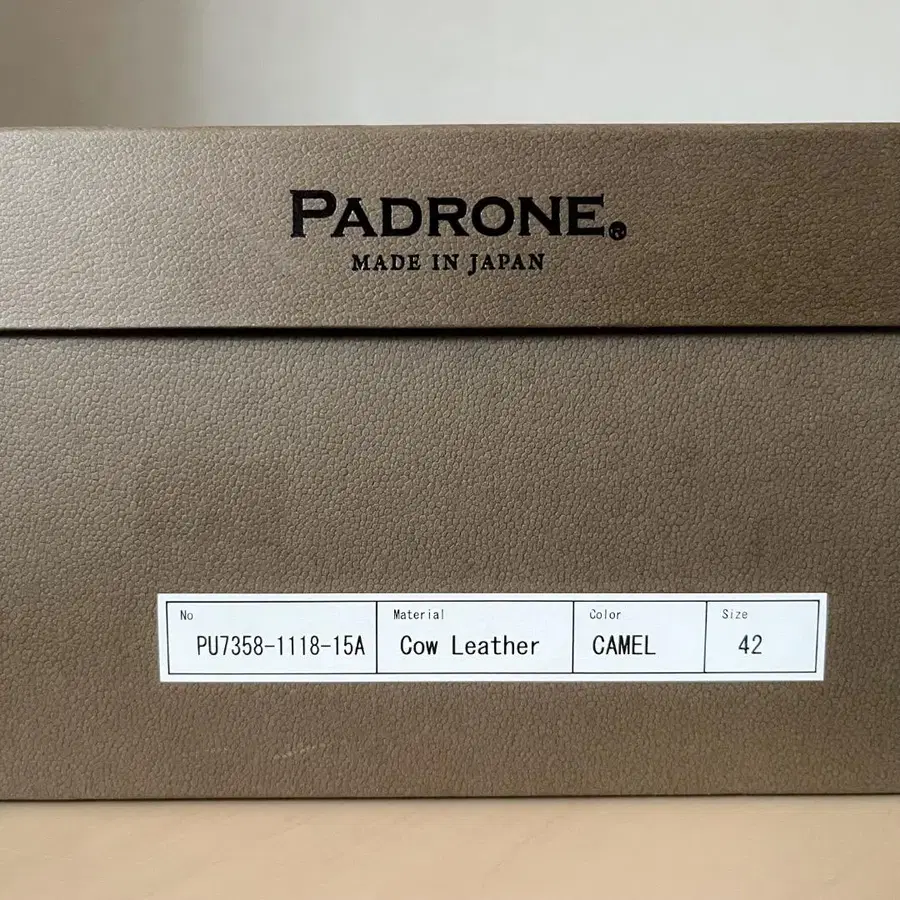 PADRONE®
MADE IN JAPAN
No Material Color Size
PU7358-1118-15A Cow Leather CAMEL 42